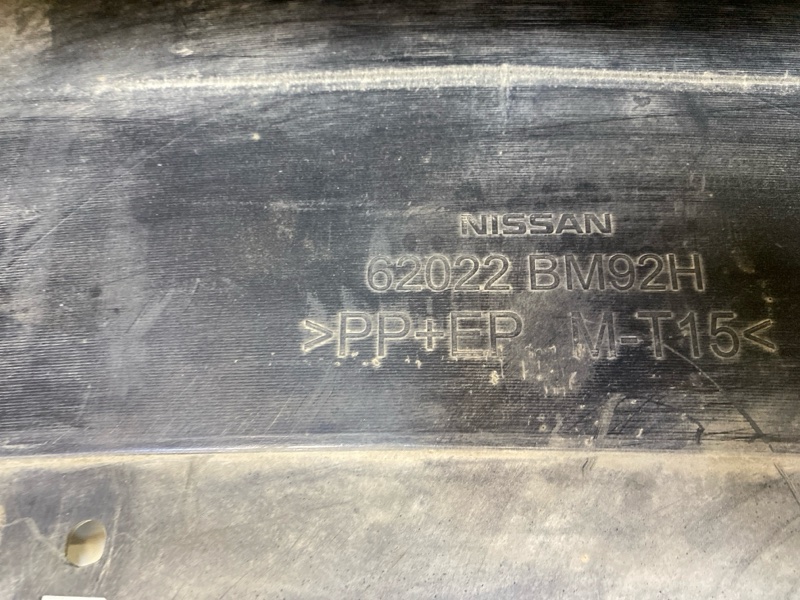 NISSAN
62022 BM92H
>PP+EP M-T15<